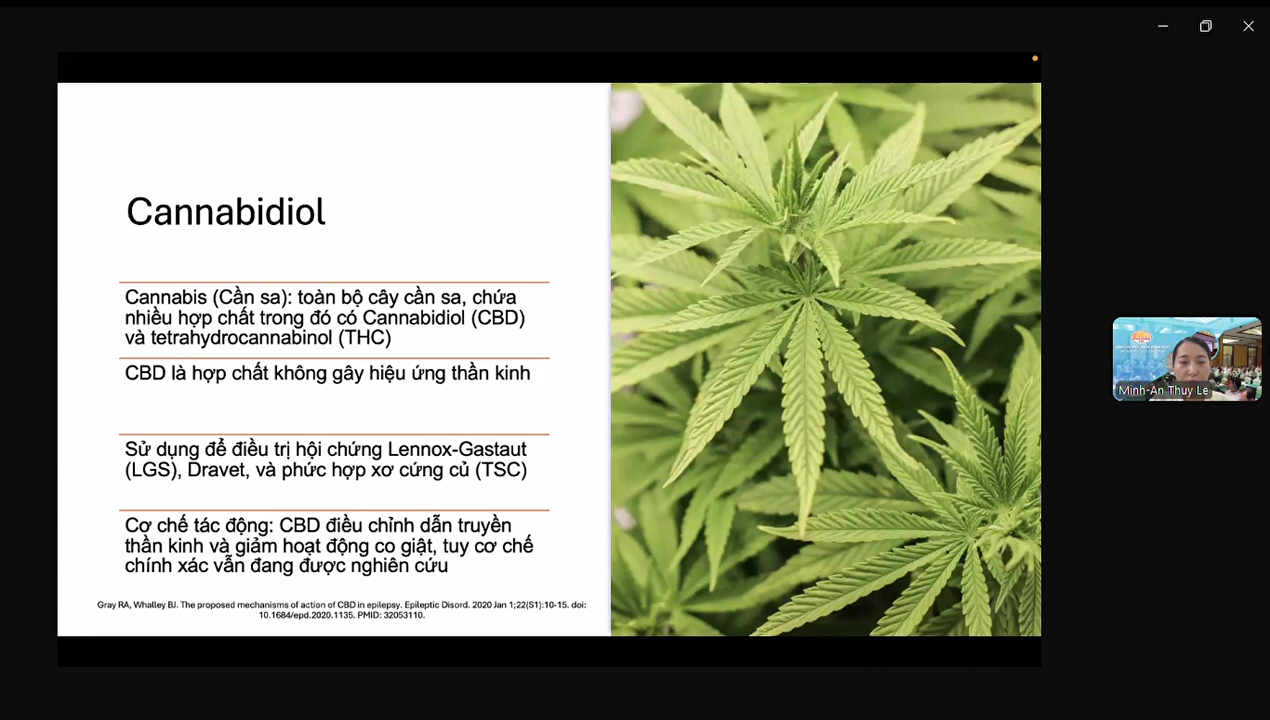 Cannabidiol
Cannabis (Cần sa): toàn bộ cây cần sa, chứa
nhiều hợp chất trong đó có Cannabidiol (CBD)
và tetrahydrocannabinol (THC)
CBD là hợp chất không gây hiệu ứng thần kinh
Sử dụng để điều trị hội chứng Lennox-Gastaut
(LGS), Dravet, và phức hợp xơ cứng củ (TSC)
Cơ chế tác động: CBD điều chỉnh dẫn truyền
thần kinh và giảm hoạt động co giật, tuy cơ chế
chính xác vẫn đang được nghiên cứu
Gray RA, Whalley BJ. The proposed mechanisms of action of CBD in epilepsy. Epileptic Disord. 2020 Jan 1;22(S1):10-15. doi:
10.1684/epd.2020.1135. PMID: 32053110.
Minh-An Thuy Le